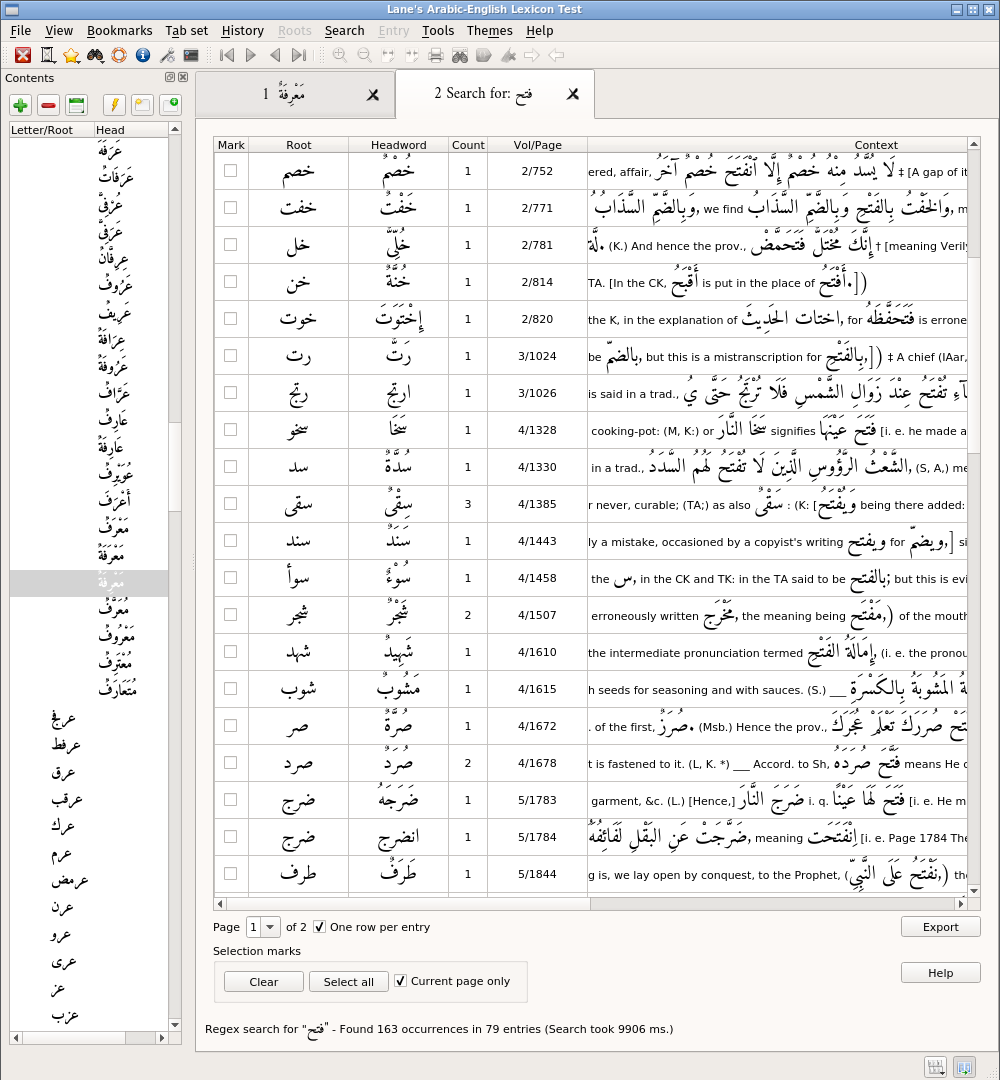 Lane's Arabic-English Lexicon Test
File View Bookmarks Tab set History Roots Search Entry Tools Themes Help
Contents
Letter/Root Head
عَرَفَة
عَرَفَاتٌ
عُرْفِىٌّ
عَرَفِىٌّ
عِرِفَّانٌ
عَرُوفٌ
عَرِيفٌ
عِرَافَةٌ
عَرُوفَةٌ
عَرَّافٌ
عَارِفٌ
عَارِفَةٌ
عُوَيْرِفٌ
أَعْرَفَ
مَعْرَفٌ
مَعْرَفَةٌ
مَعْرِفَةٌ
مُعَرَّفٌ
مَعْرُوفٌ
مُعْتَرِفٌ
مُتَعَارَفٌ
عرفج
عرفط
عرق
عرقب
عرك
عرم
عرمض
عرن
عرو
عرى
عز
عزب
1 مَعْرِفَةٌ
2 Search for: فتح
Mark Root Headword Count Vol/Page Context
خصم خُصْمٌ 1 2/752 ered, affair, لَا يُسَدُّ مِنْهُ خُصْمٌ إِلَّا ٱنْفَتَحَ خُصْمٌ آخَرُ ‡ [A gap of it
خفت خَفْتٌ 1 2/771 وَبِالضَّمِّ السَّذَابُ, we find وَالخَفْتُ بِالفَتْحِ وَبِالضَّمِّ السَّذَابُ, m
خل خُلِّىٌّ 1 2/781 لَّة. (K.) And hence the prov., إِنَّكَ مُخْتَلٌّ فَتَحَمَّضْ † [meaning Verily
خن خُنَّةٌ 1 2/814 TA. [In the CK, أَقْبَحُ is put in the place of أَفْتَحُ.])
خوت إِخْتَوَتَ 1 2/820 the K, in the explanation of اختات الحَدِيثَ, for فَتَحَفَّظَهُ is errone
رت رَتٌّ 1 3/1024 be بالضمّ, but this is a mistranscription for بِالفَتْحِ,]) ‡ A chief (IAar,
رتج ارتج 1 3/1026 is said in a trad., آءِ تُفْتَحُ عِنْدَ زَوَالِ الشَّمْسِ فَلَا تُرْتَجُ حَتَّى يُ
سخو سَخَا 1 4/1328 cooking-pot: (M, K:) or سَخَا النَّارَ signifies فَتَحَ عَيْنَهَا [i. e. he made a
سد سُدَّةٌ 1 4/1330 in a trad., الشُّعْثُ الرُّؤُوسِ الَّذِينَ لَا تُفْتَحُ لَهُمُ السُّدَدُ, (S, A,) me
سقى سِقْىٌ 3 4/1385 r never, curable; (TA;) as also سَقْىٌ : (K: [وَيُفْتَحُ being there added:
سند سَنَدٌ 1 4/1443 ly a mistake, occasioned by a copyist's writing ويفتح for ويضمّ,] si
سوأ سُوْءٌ 1 4/1458 the س, in the CK and TK: in the TA said to be بالفتح; but this is evi
شجر شَجْرٌ 2 4/1507 erroneously written مَخْرَج, the meaning being مَفْتَح,) of the mouth
شهد شَهِيدٌ 1 4/1610 the intermediate pronunciation termed إِمَالَةُ الفَتْحِ, (i. e. the pronou
شوب مَشُوبٌ 1 4/1615 h seeds for seasoning and with sauces. (S.) ___ ةُ المَشُوبَةُ بِالكَسْرَةِ
صر صُرَّةٌ 1 4/1672 . of the first, صُرَرٌ. (Msb.) Hence the prov., تَحْ صُرَرَكَ تَعْلَمْ عُجَرَكَ
صرد صُرَدٌ 2 4/1678 t is fastened to it. (L, K. *) ___ Accord. to Sh, فَتَّحَ صُرَدَهُ means He o
ضرج ضَرَجَهُ 1 5/1783 garment, &c. (L.) [Hence,] ضَرَجَ النَّارَ i. q. فَتَحَ لَهَا عَيْنًا [i. e. He m
ضرج انضرج 1 5/1784 ضَرَّجَتْ عَنِ البَقْلِ لَفَائِفُهُ, meaning اِنْفَتَحَت [i. e. Page 1784 The
طرف طَرَفٌ 1 5/1844 g is, we lay open by conquest, to the Prophet, (نَفْتَحُ عَلَى النَّبِىِّ,) the
Page 1 of 2 One row per entry Export
Selection marks
Clear Select all Current page only Help
Regex search for "فتح" - Found 163 occurrences in 79 entries (Search took 9906 ms.)